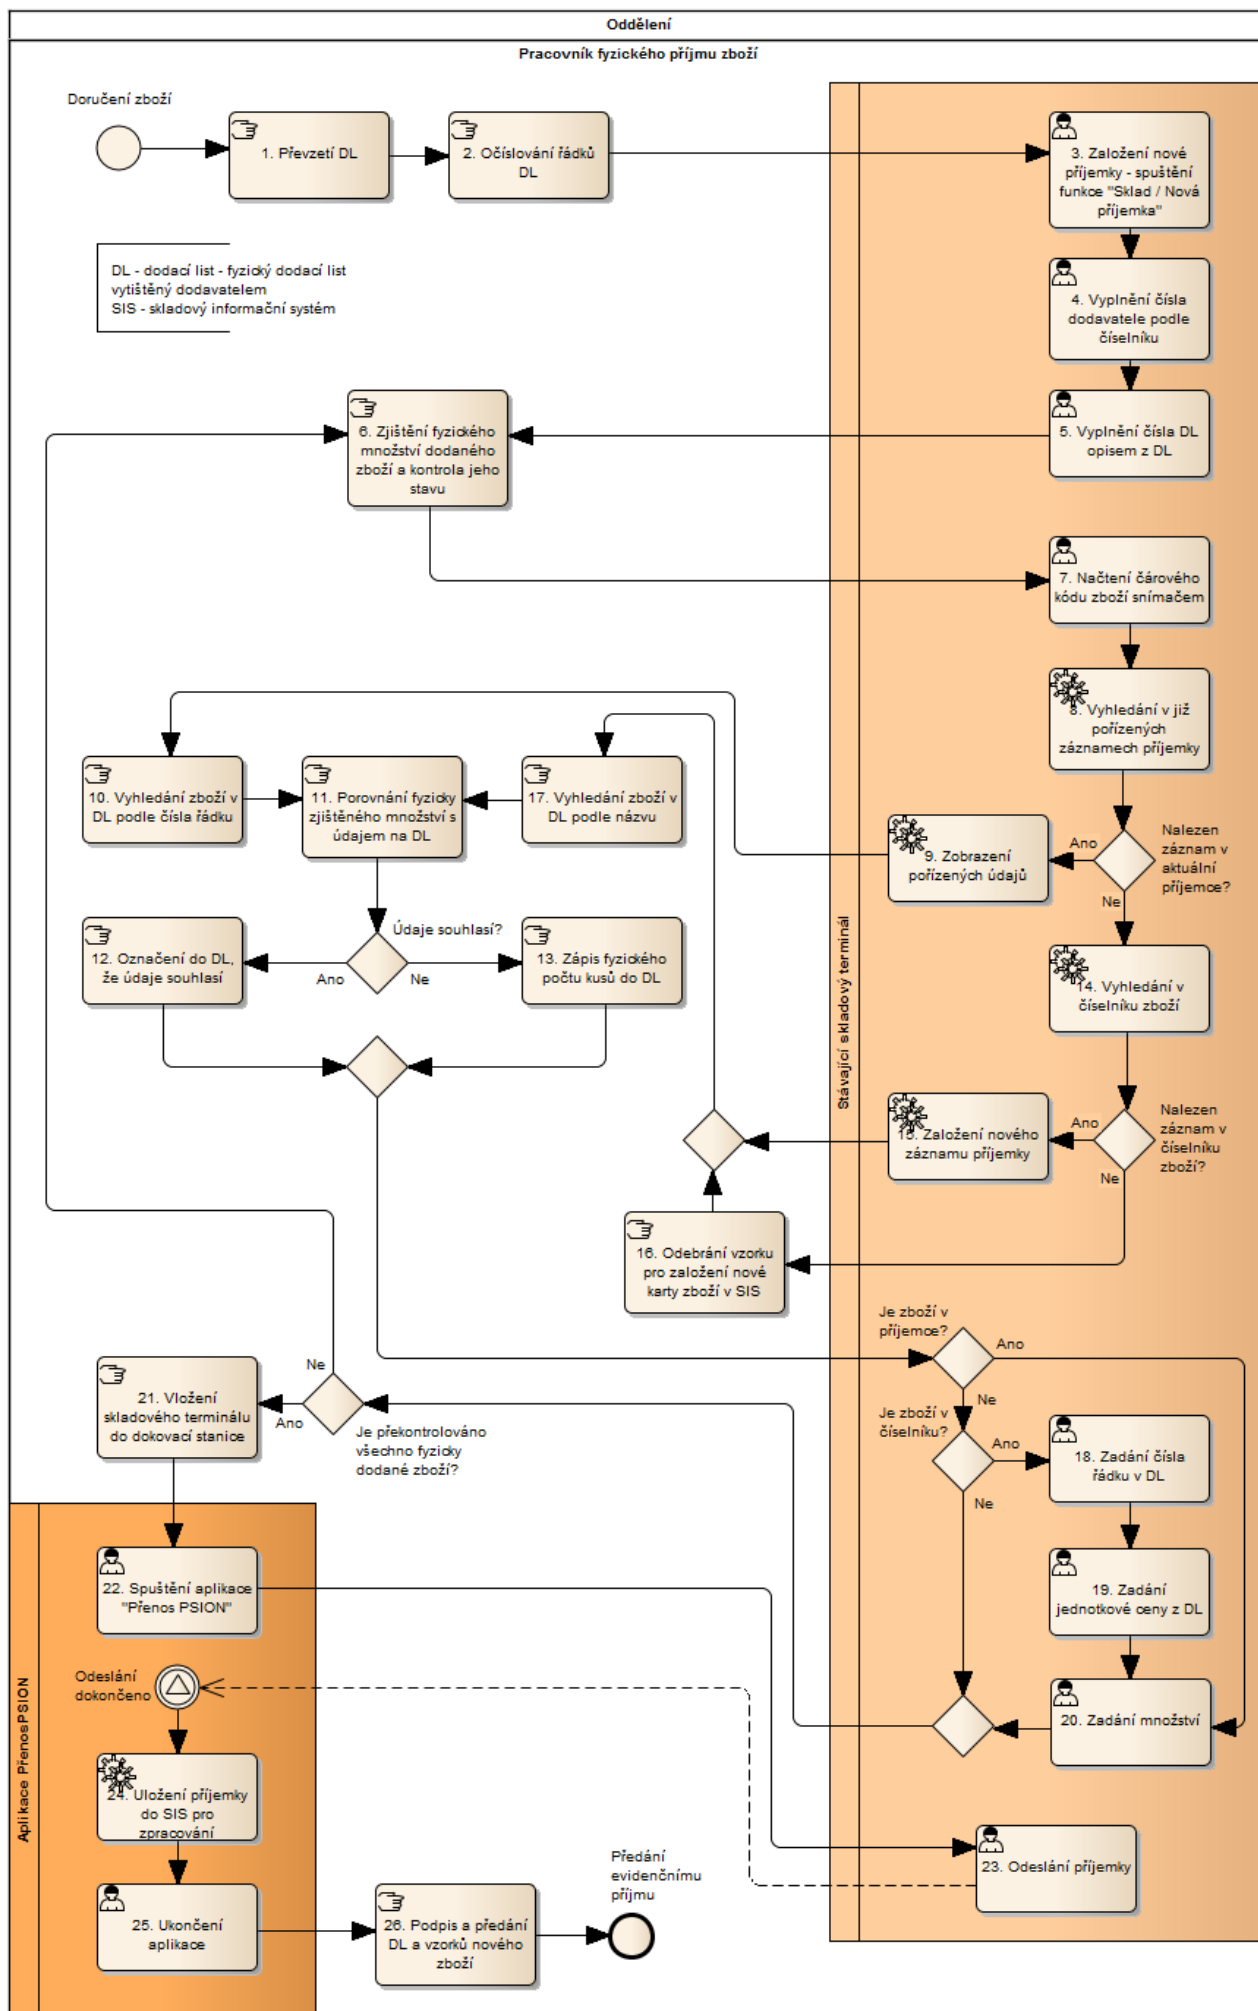 Oddělení
Pracovník fyzického příjmu zboží
Doručení zboží
1. Převzetí DL
2. Očíslování řádků
DL
3. Založení nové
příjemky - spuštění
funkce "Sklad / Nová
příjemka"
DL - dodací list - fyzický dodací list
vytištěný dodavatelem
SIS - skladový informační systém
4. Vyplnění čísla
dodavatele podle
číselníku
5. Vyplnění čísla DL
opisem z DL
6. Zjištění fyzického
množství dodaného
zboží a kontrola jeho
stavu
7. Načtení čárového
kódu zboží snímačem
8. Vyhledání v již
pořízených
záznamech příjemky
10. Vyhledání zboží v
DL podle čísla řádku
11. Porovnání fyzicky
zjištěného množství s
údajem na DL
17. Vyhledání zboží v
DL podle názvu
9. Zobrazení
pořízených údajů
Ano
Nalezen
záznam v
aktuální
příjemce?
Ne
Údaje souhlasí?
12. Označení do DL,
že údaje souhlasí
Ano
Ne
13. Zápis fyzického
počtu kusů do DL
14. Vyhledání v
číselníku zboží
Stávající skladový terminál
15. Založení nového
záznamu příjemky
Ano
Nalezen
záznam v
číselníku
zboží?
Ne
16. Odebrání vzorku
pro založení nové
karty zboží v SIS
Je zboží v
příjemce?
Ano
Ne
21. Vložení
skladového terminálu
do dokovací stanice
Ne
Ano
Je překontrolováno
všechno fyzicky
dodané zboží?
Je zboží v
číselníku?
Ano
Ne
18. Zadání čísla
řádku v DL
19. Zadání
jednotkové ceny z DL
20. Zadání množství
22. Spuštění aplikace
"Přenos PSION"
Odeslání
dokončeno
Aplikace PřenosPSION
24. Uložení příjemky
do SIS pro
zpracování
23. Odeslání příjemky
25. Ukončení
aplikace
26. Podpis a předání
DL a vzorků nového
zboží
Předání
evidenčnímu
příjmu